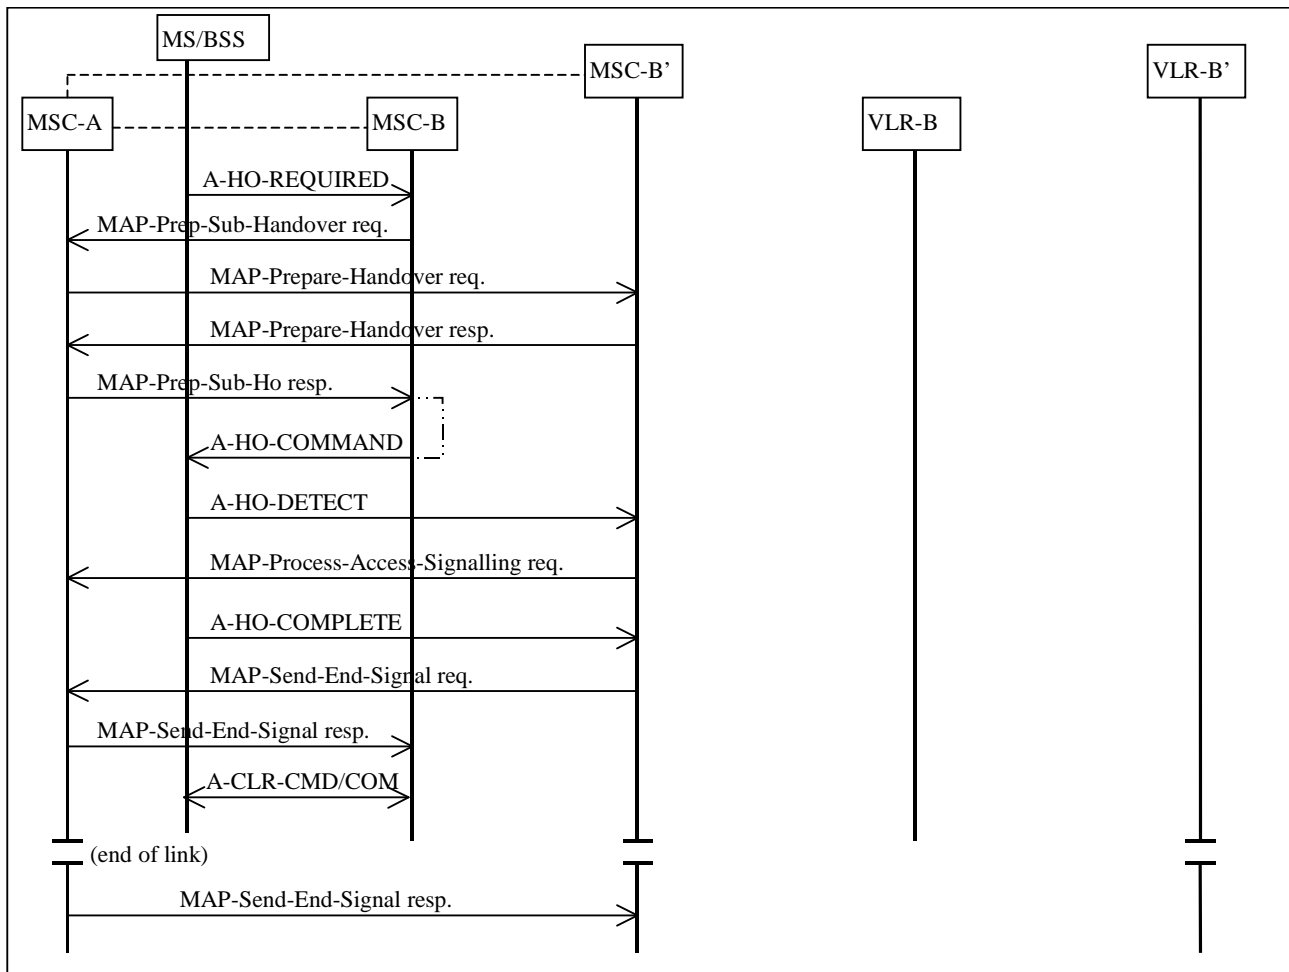 MS/BSS
MSC-B’
VLR-B’
MSC-A
MSC-B
VLR-B
A-HO-REQUIRED
MAP-Prep-Sub-Handover req.
MAP-Prepare-Handover req.
MAP-Prepare-Handover resp.
MAP-Prep-Sub-Ho resp.
A-HO-COMMAND
A-HO-DETECT
MAP-Process-Access-Signalling req.
A-HO-COMPLETE
MAP-Send-End-Signal req.
MAP-Send-End-Signal resp.
A-CLR-CMD/COM
(end of link)
MAP-Send-End-Signal resp.